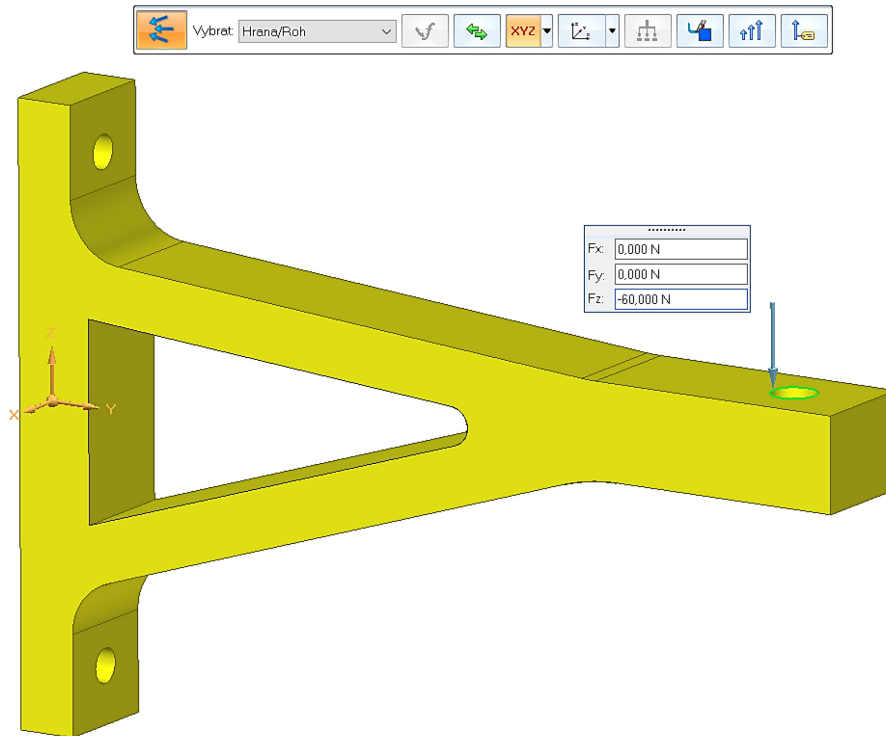 Vybrat: Hrana/Roh XYZ
Fx: 0,000 N
Fy: 0,000 N
Fz: -60,000 N
Z
X Y